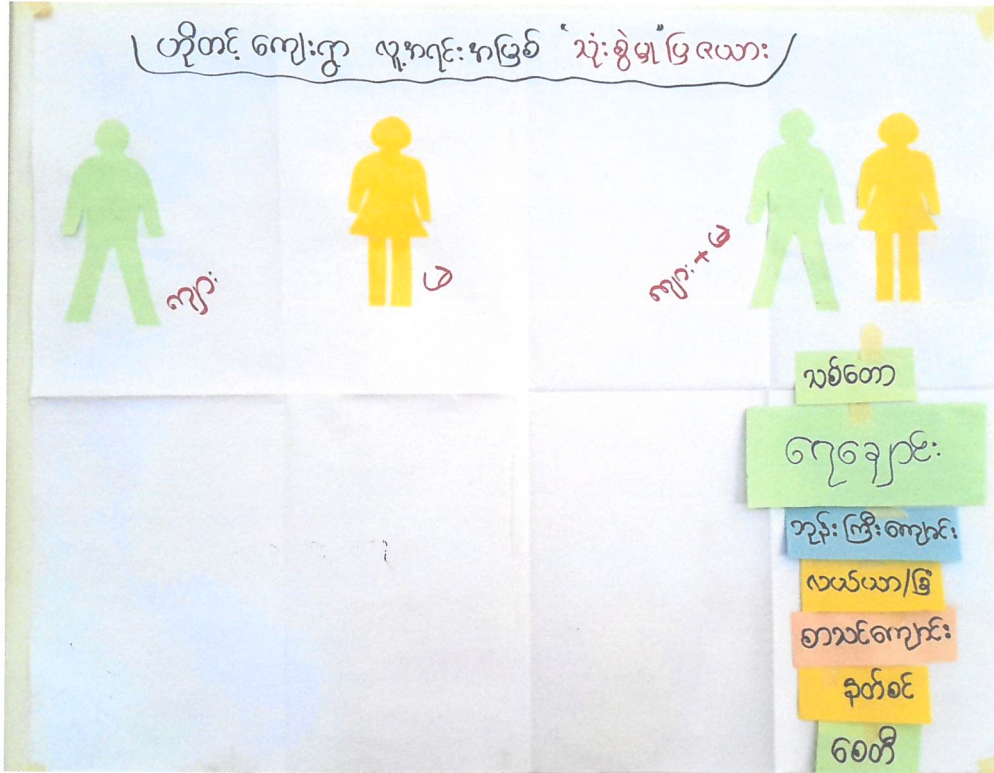 ဟိုတင့် ကျေးရွာ လူ့အရင်းအမြစ် "သုံးစွဲမှု" ပြဇယား
ကျား
မ
ကျား + မ
သစ်တော
ရေချောင်း
ဘုန်းကြီးကျောင်း
လယ်ယာ/ခြံ
စာသင်ကျောင်း
နတ်စင်
စေတီ